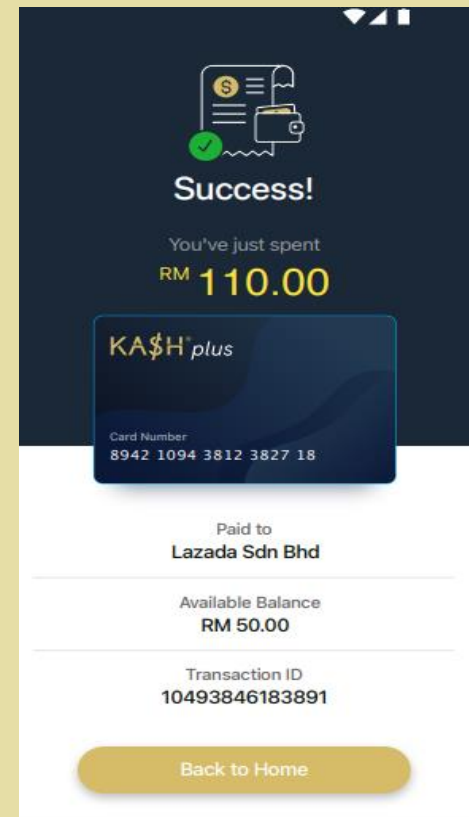 Success!
You've just spent
RM 110.00
KA$H plus
Card Number
8942 1094 3812 3827 18
Paid to
Lazada Sdn Bhd
Available Balance
RM 50.00
Transaction ID
10493846183891
Back to Home